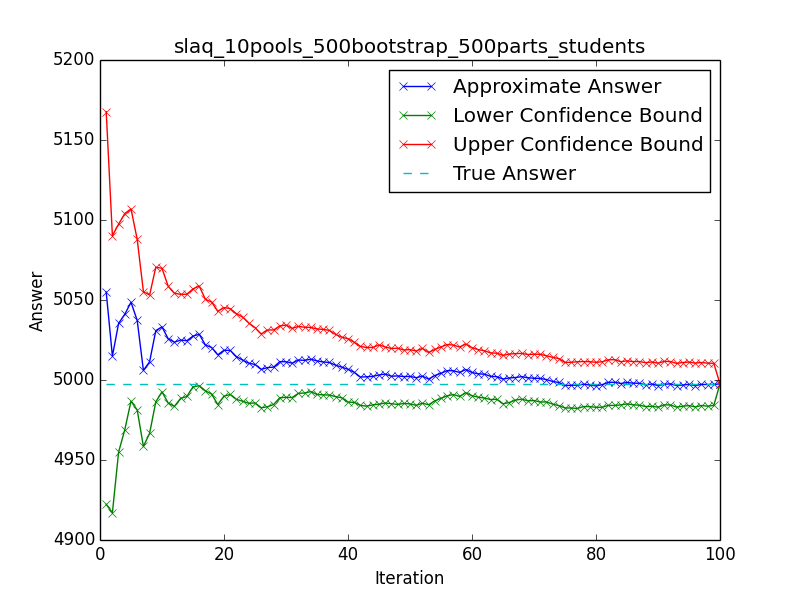 slaq_10pools_500bootstrap_500parts_students
5200
5150
5100
5050
5000
4950
4900
Answer
Approximate Answer
Lower Confidence Bound
Upper Confidence Bound
True Answer
0 20 40 60 80 100
Iteration